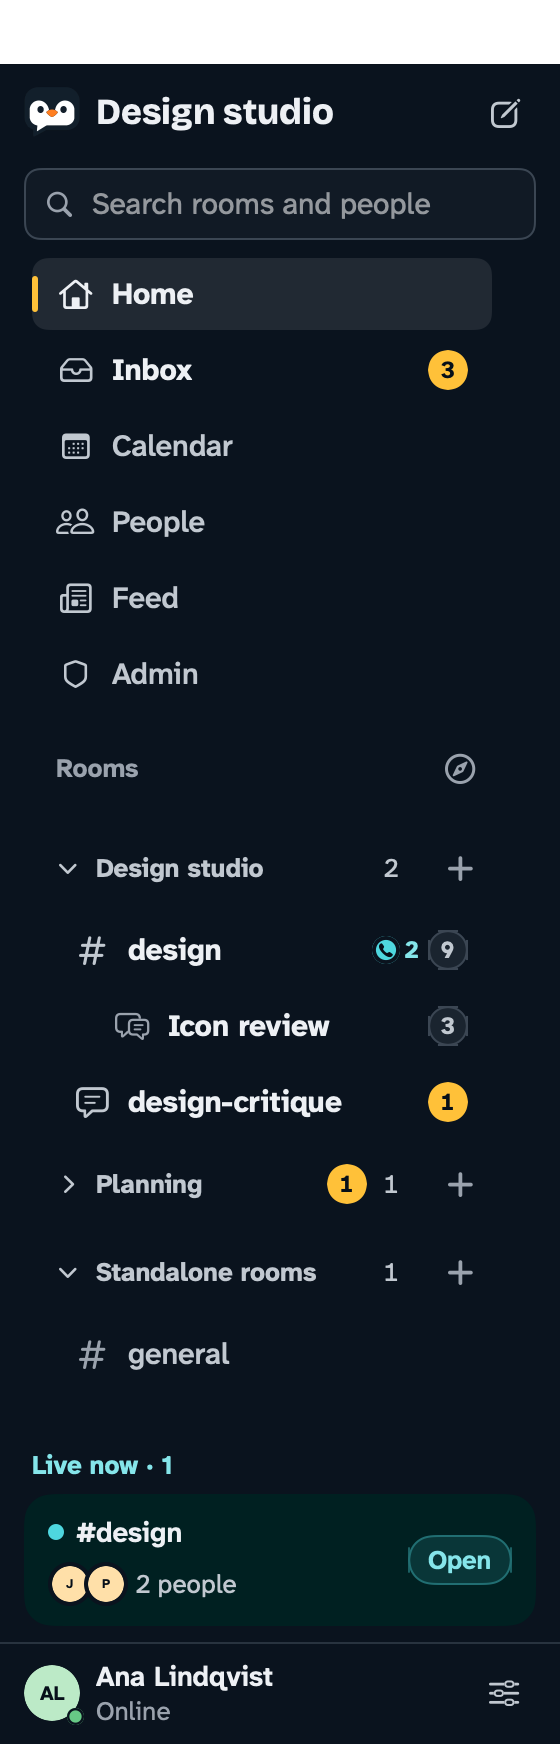 Design studio
Search rooms and people
Home
Inbox 3
Calendar
People
Feed
Admin
Rooms
Design studio 2
# design 2 9
Icon review 3
design-critique 1
Planning 1 1
Standalone rooms 1
# general
Live now · 1
#design
J P 2 people
Open
AL Ana Lindqvist
Online